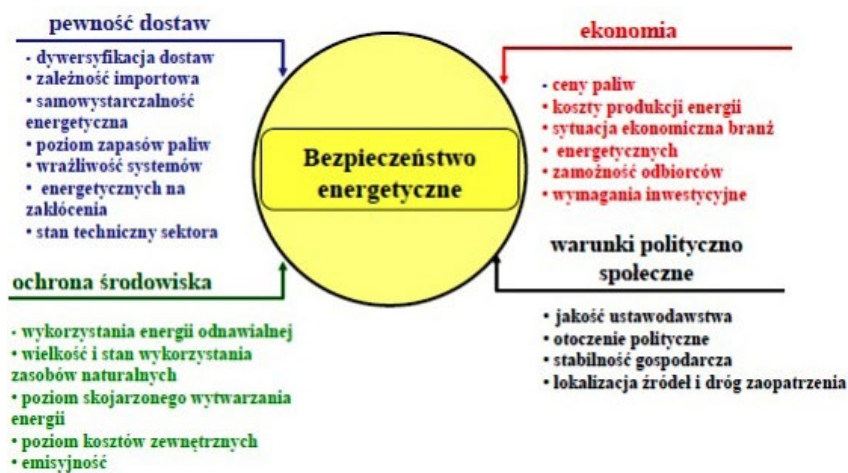 pewność dostaw
- dywersyfikacja dostaw
• zależność importowa
• samowystarczalność
energetyczna
• poziom zapasów paliw
• wrażliwość systemów
• energetycznych na
zakłócenia
• stan techniczny sektora
ekonomia
- ceny paliw
• koszty produkcji energii
• sytuacja ekonomiczna branż
• energetycznych
• zamożność odbiorców
• wymagania inwestycyjne
Bezpieczeństwo
energetyczne
ochrona środowiska
- wykorzystania energii odnawialnej
• wielkość i stan wykorzystania
zasobów naturalnych
• poziom skojarzonego wytwarzania
energii
• poziom kosztów zewnętrznych
• emisyjność
warunki polityczno
społeczne
• jakość ustawodawstwa
• otoczenie polityczne
• stabilność gospodarcza
• lokalizacja źródeł i dróg zaopatrzenia